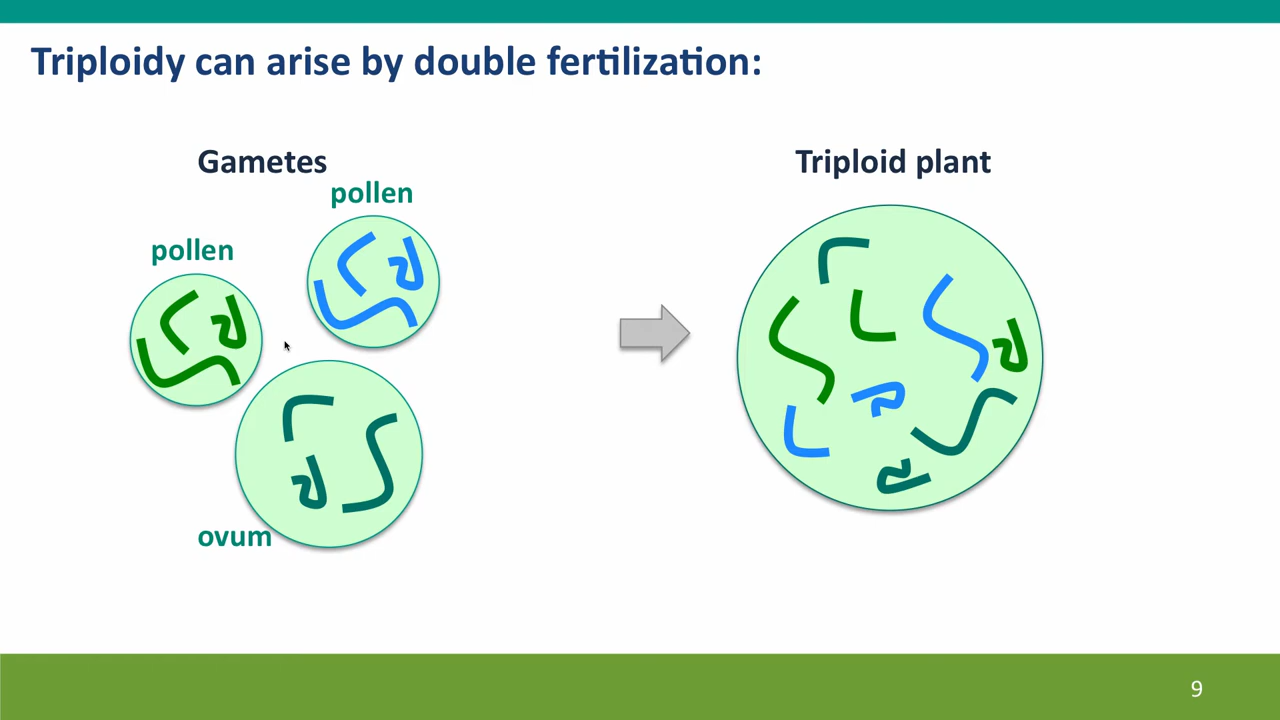 Triploidy can arise by double fertilization:
Gametes
pollen
pollen
ovum
Triploid plant
9